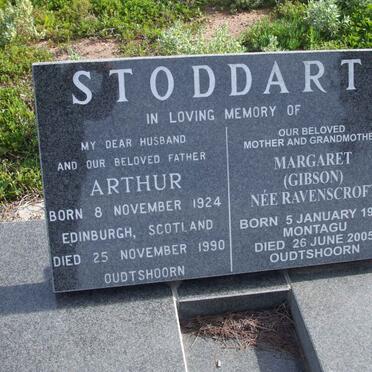 STODDART
IN LOVING MEMORY OF
MY DEAR HUSBAND
AND OUR BELOVED FATHER
ARTHUR
BORN 8 NOVEMBER 1924
EDINBURGH, SCOTLAND
DIED 25 NOVEMBER 1990
OUDTSHOORN
OUR BELOVED
MOTHER AND GRANDMOTHE
MARGARET
(GIBSON)
NÉE RAVENSCROF
BORN 5 JANUARY 19
MONTAGU
DIED 26 JUNE 2005
OUDTSHOORN